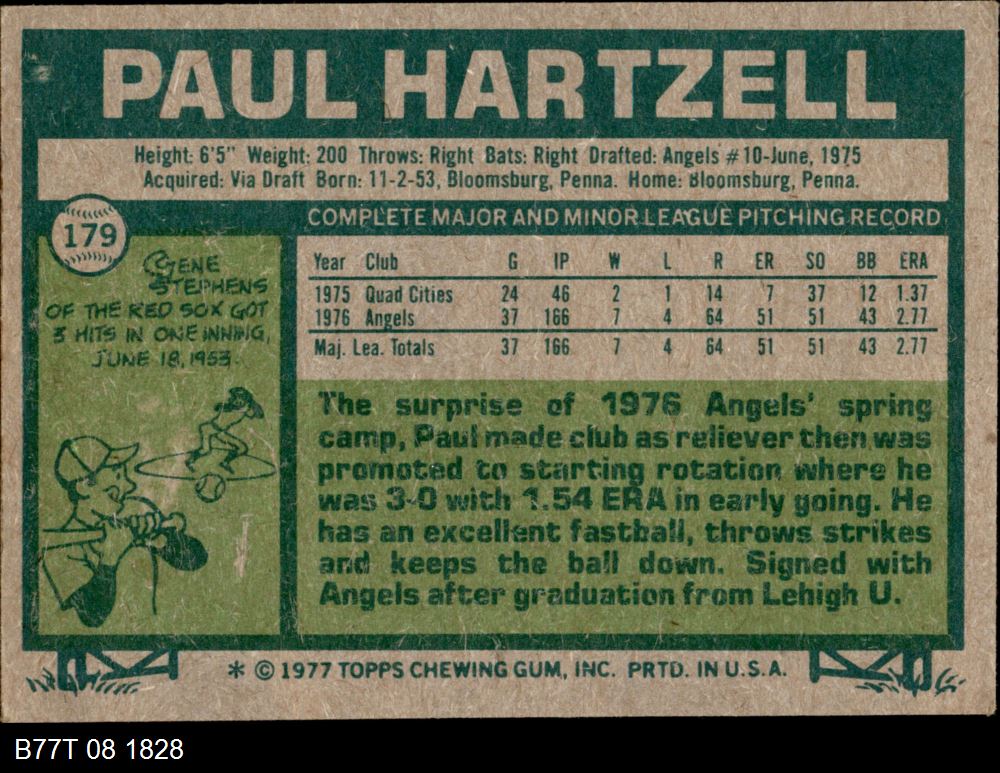 PAUL HARTZELL
Height: 6'5" Weight: 200 Throws: Right Bats: Right Drafted: Angels #10-June, 1975
Acquired: Via Draft Born: 11-2-53, Bloomsburg, Penna. Home: Bloomsburg, Penna.
179
GENE
STEPHENS
OF THE RED SOX GOT
3 HITS IN ONE INNING,
JUNE 18, 1953.
COMPLETE MAJOR AND MINOR LEAGUE PITCHING RECORD
Year Club G IP W L R ER SO BB ERA
1975 Quad Cities 24 46 2 1 14 7 37 12 1.37
1976 Angels 37 166 7 4 64 51 51 43 2.77
Maj. Lea. Totals 37 166 7 4 64 51 51 43 2.77
The surprise of 1976 Angels' spring
camp, Paul made club as reliever then was
promoted to starting rotation where he
was 3-0 with 1.54 ERA in early going. He
has an excellent fastball, throws strikes
and keeps the ball down. Signed with
Angels after graduation from Lehigh U.
* © 1977 TOPPS CHEWING GUM, INC. PRTD. IN U.S.A.
B77T 08 1828